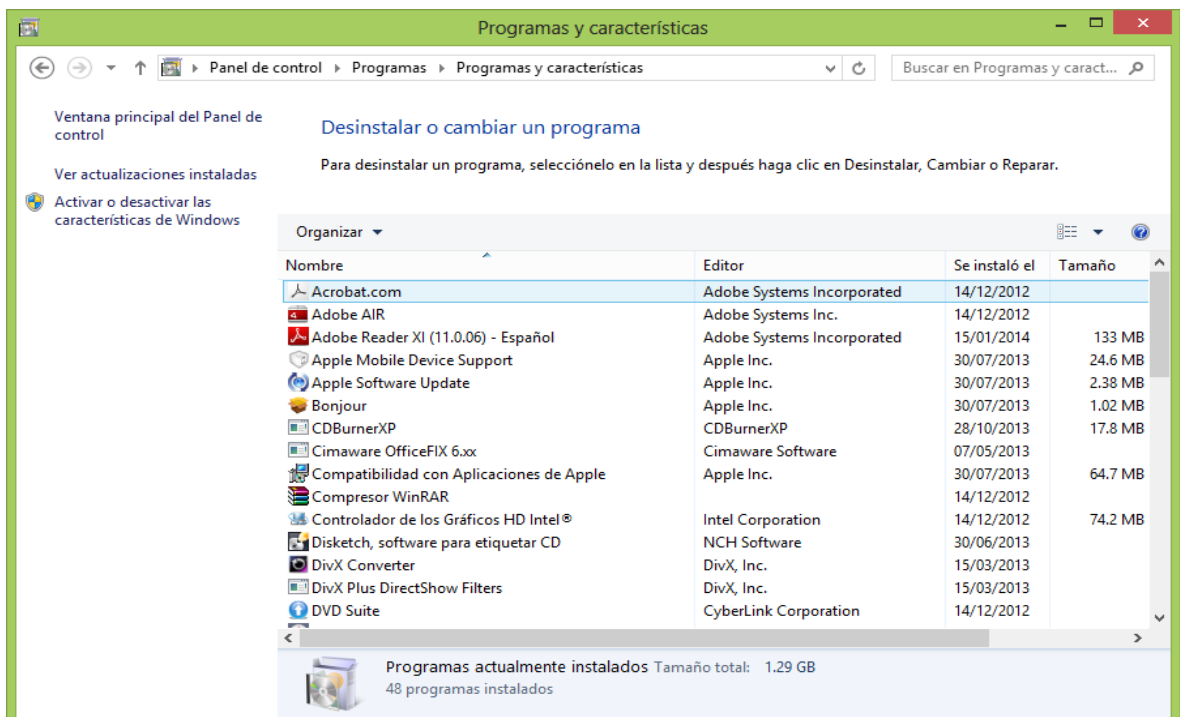 Programas y características
Panel de control Programas Programas y características Buscar en Programas y caract...
Ventana principal del Panel de
control
Ver actualizaciones instaladas
Activar o desactivar las
características de Windows
Desinstalar o cambiar un programa
Para desinstalar un programa, selecciónelo en la lista y después haga clic en Desinstalar, Cambiar o Reparar.
Organizar
Nombre Editor Se instaló el Tamaño
Acrobat.com Adobe Systems Incorporated 14/12/2012
Adobe AIR Adobe Systems Inc. 14/12/2012
Adobe Reader XI (11.0.06) - Español Adobe Systems Incorporated 15/01/2014 133 MB
Apple Mobile Device Support Apple Inc. 30/07/2013 24.6 MB
Apple Software Update Apple Inc. 30/07/2013 2.38 MB
Bonjour Apple Inc. 30/07/2013 1.02 MB
CDBurnerXP CDBurnerXP 28/10/2013 17.8 MB
Cimaware OfficeFIX 6.xx Cimaware Software 07/05/2013
Compatibilidad con Aplicaciones de Apple Apple Inc. 30/07/2013 64.7 MB
Compresor WinRAR 14/12/2012
Controlador de los Gráficos HD Intel® Intel Corporation 14/12/2012 74.2 MB
Disketch, software para etiquetar CD NCH Software 30/06/2013
DivX Converter DivX, Inc. 15/03/2013
DivX Plus DirectShow Filters DivX, Inc. 15/03/2013
DVD Suite CyberLink Corporation 14/12/2012
Programas actualmente instalados Tamaño total: 1.29 GB
48 programas instalados